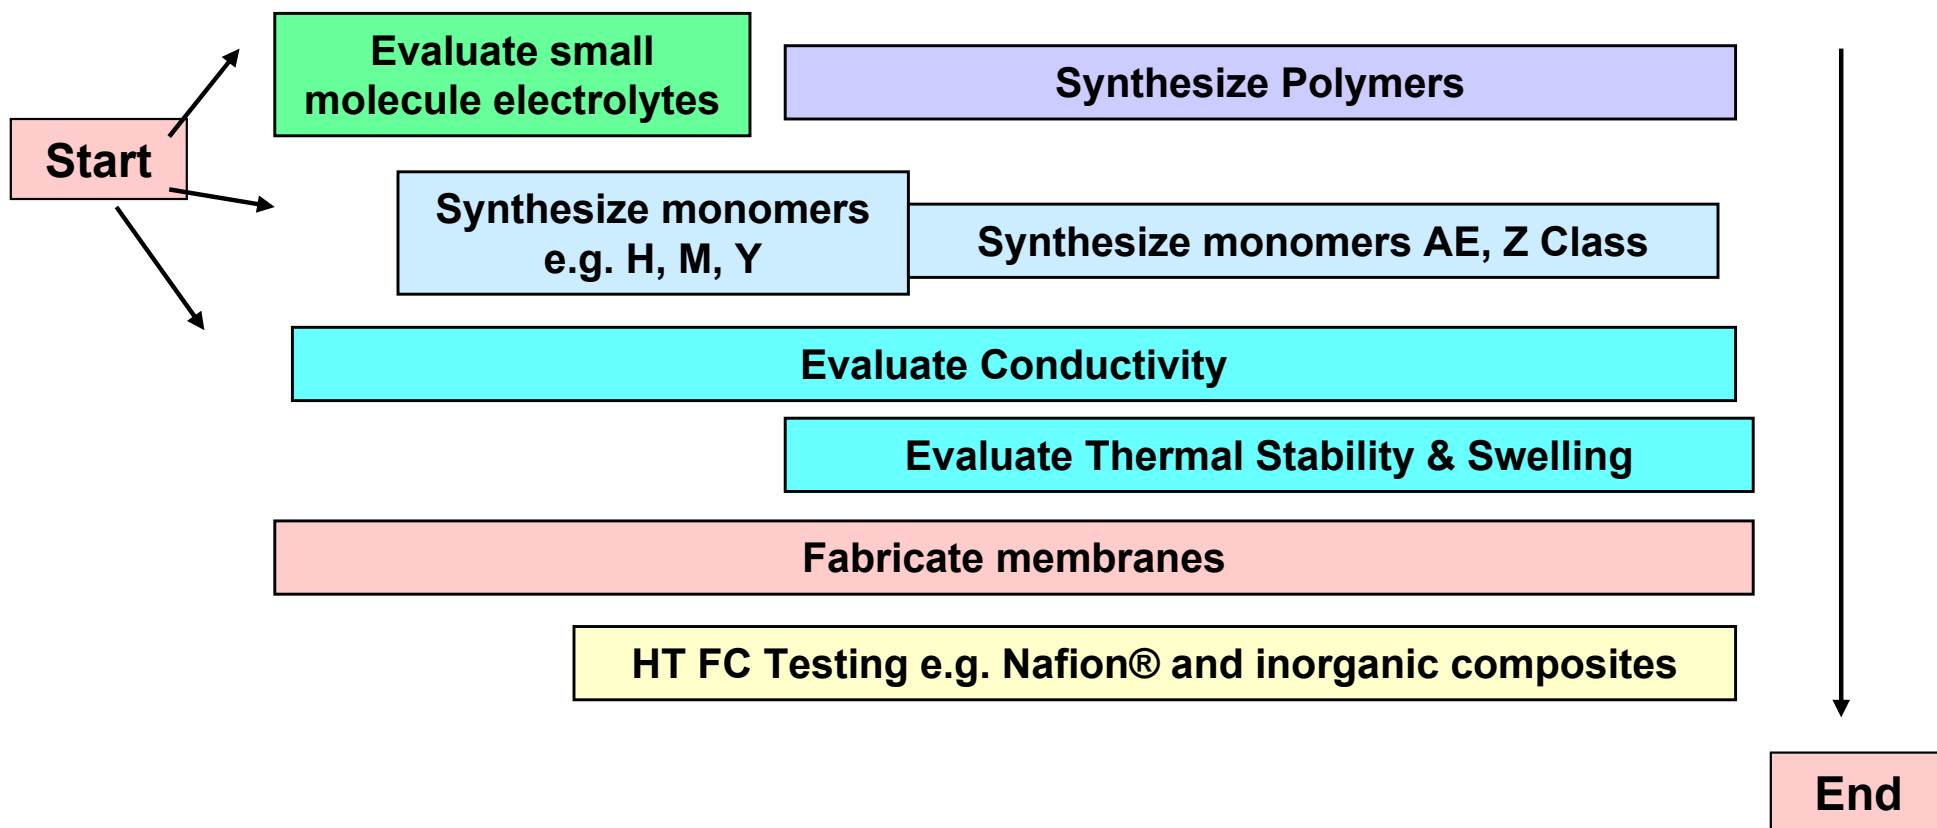 Evaluate small
molecule electrolytes
Synthesize Polymers
Start
Synthesize monomers
e.g. H, M, Y
Synthesize monomers AE, Z Class
Evaluate Conductivity
Evaluate Thermal Stability & Swelling
Fabricate membranes
HT FC Testing e.g. Nafion® and inorganic composites
End